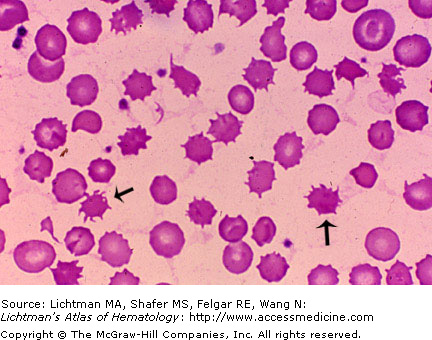 Source: Lichtman MA, Shafer MS, Felgar RE, Wang N:
Lichtman's Atlas of Hematology: http://www.accessmedicine.com
Copyright © The McGraw-Hill Companies, Inc. All rights reserved.